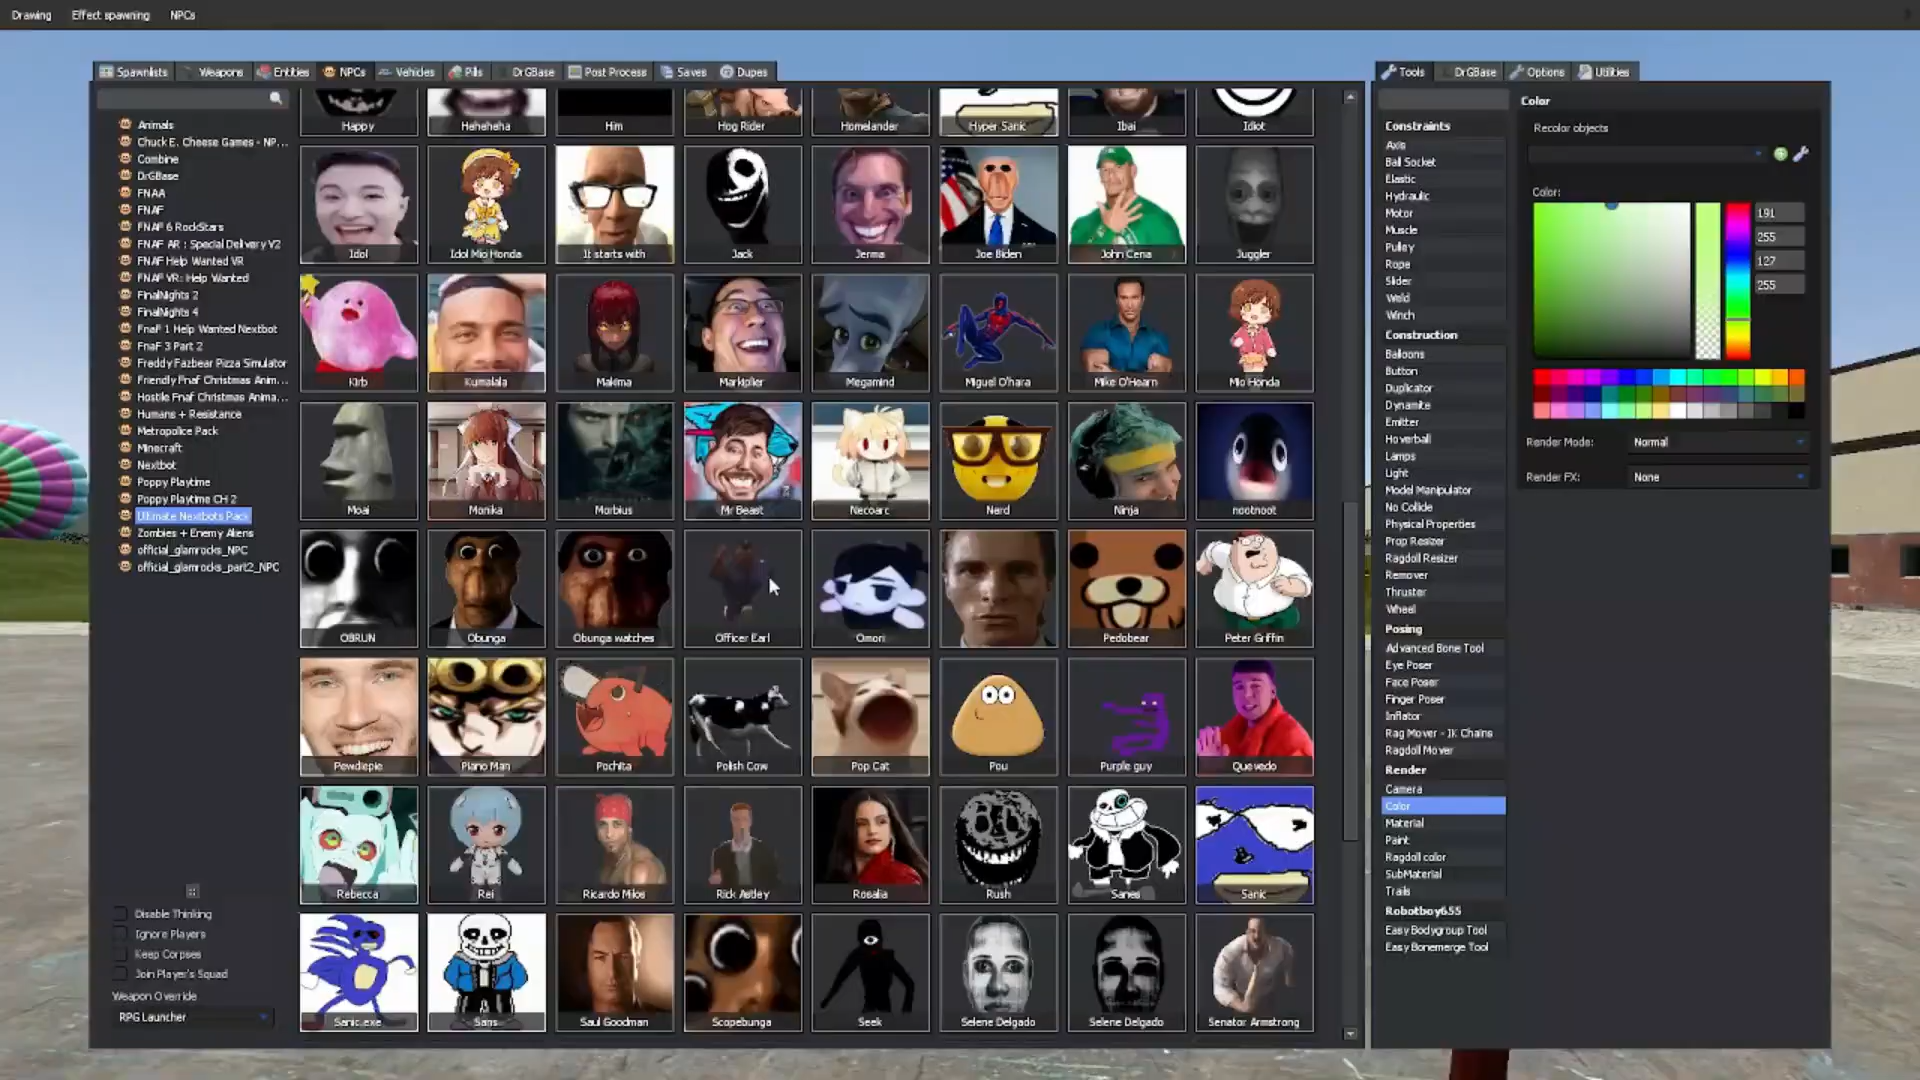 Drawing Effect spawning NPCs
Spawnlists Weapons Entities NPCs Vehicles Pills DrGBase Post Process Saves Dupes
Animals
Chuck E. Cheese Games - NP...
Combine
DrGBase
FNAA
FNAF
FNAF 6 RockStars
FNAF AR : Special Delivery V2
FNAF Help Wanted VR
FNAF VR: Help Wanted
FinalNights 2
FinalNights 4
FnaF 1 Help Wanted Nextbot
FnaF 3 Part 2
Freddy Fazbear Pizza Simulator
Friendly Fnaf Christmas Anim...
Hostile Fnaf Christmas Anima...
Humans + Resistance
Metropolice Pack
Minecraft
Nextbot
Poppy Playtime
Poppy Playtime CH 2
Ultimate Nextbots Pack
Zombies + Enemy Aliens
official_glamrocks_NPC
official_glamrocks_part2_NPC
Disable Thinking
Ignore Players
Keep Corpses
Join Player's Squad
Weapon Override
RPG Launcher
Happy Heheheha Him Hog Rider Homelander Hyper Sanic Ibai Idiot
Idol Idol Mio Honda It starts with Jack Jerma Joe Biden John Cena Juggler
Kirb Kumalala Makima Markiplier Megamind Miguel O'hara Mike O'Hearn Mio Honda
Moai Monika Morbius Mr Beast Necoarc Nerd Ninja nootnoot
OBRUN Obunga Obunga watches Officer Earl Omori Pedobear Peter Griffin
Pewdiepie Piano Man Pochita Polish Cow Pop Cat Pou Purple guy Quevedo
Rebecca Rei Ricardo Milos Rick Astley Rosalia Rush Sanes Sanic
Sanic.exe Sans Saul Goodman Scopebunga Seek Selene Delgado Selene Delgado Senator Armstrong
Tools DrGBase Options Utilities
Constraints
Axis
Ball Socket
Elastic
Hydraulic
Motor
Muscle
Pulley
Rope
Slider
Weld
Winch
Construction
Balloons
Button
Duplicator
Dynamite
Emitter
Hoverball
Lamps
Light
Model Manipulator
No Collide
Physical Properties
Prop Resizer
Ragdoll Resizer
Remover
Thruster
Wheel
Posing
Advanced Bone Tool
Eye Poser
Face Poser
Finger Poser
Inflator
Rag Mover - IK Chains
Ragdoll Mover
Render
Camera
Color
Material
Paint
Ragdoll color
SubMaterial
Trails
Robotboy655
Easy Bodygroup Tool
Easy Bonemerge Tool
Color
Recolor objects
Color:
191
255
127
255
Render Mode: Normal
Render FX: None